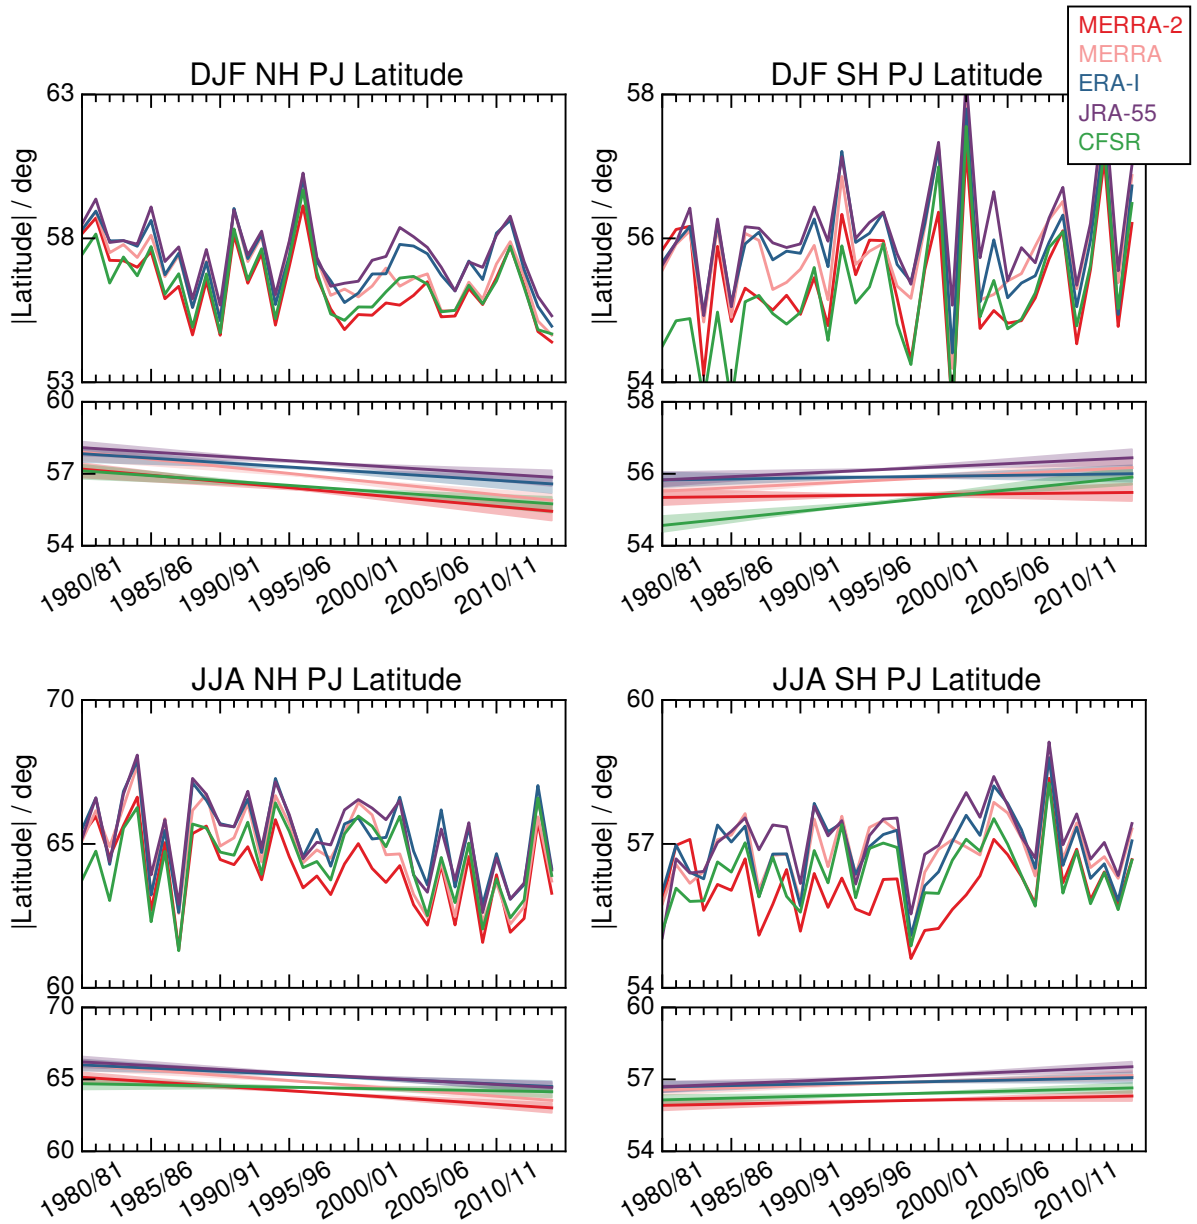 MERRA-2
MERRA
ERA-I
JRA-55
CFSR
DJF NH PJ Latitude
63
58
53
|Latitude| / deg
60
57
54
1980/81 1985/86 1990/91 1995/96 2000/01 2005/06 2010/11
DJF SH PJ Latitude
58
56
54
|Latitude| / deg
58
56
54
1980/81 1985/86 1990/91 1995/96 2000/01 2005/06 2010/11
JJA NH PJ Latitude
70
65
60
|Latitude| / deg
70
65
60
1980/81 1985/86 1990/91 1995/96 2000/01 2005/06 2010/11
JJA SH PJ Latitude
60
57
54
|Latitude| / deg
60
57
54
1980/81 1985/86 1990/91 1995/96 2000/01 2005/06 2010/11